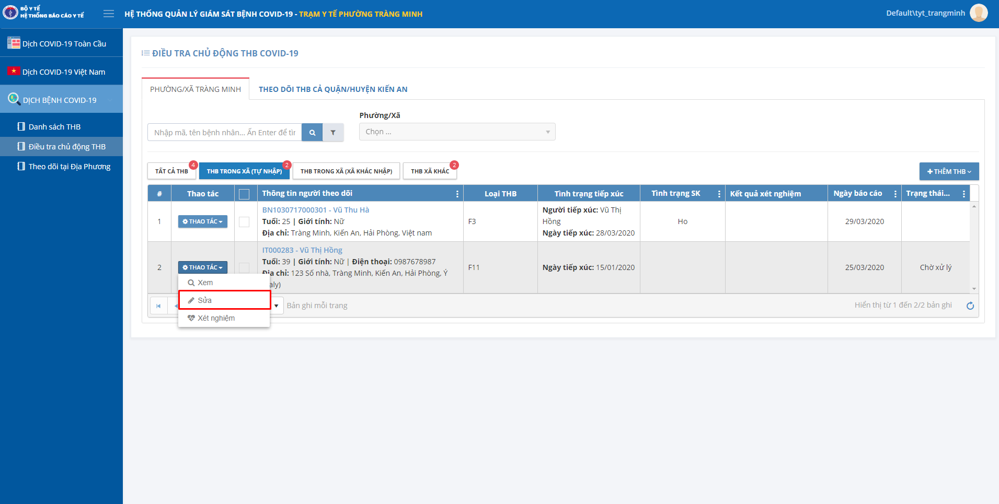 BỘ Y TẾ
HỆ THỐNG BÁO CÁO Y TẾ
HỆ THỐNG QUẢN LÝ GIÁM SÁT BỆNH COVID-19 - TRẠM Y TẾ PHƯỜNG TRÀNG MINH
Default\tyt_trangminh
Dịch COVID-19 Toàn Cầu
Dịch COVID-19 Việt Nam
DỊCH BỆNH COVID-19
Danh sách THB
Điều tra chủ động THB
Theo dõi tại Địa Phương
ĐIỀU TRA CHỦ ĐỘNG THB COVID-19
PHƯỜNG/XÃ TRÀNG MINH
THEO DÕI THB CẢ QUẬN/HUYỆN KIẾN AN
Nhập mã, tên bệnh nhân... Ấn Enter để tìr
Phường/Xã
Chọn ...
TẤT CẢ THB 4
THB TRONG XÃ (TỰ NHẬP) 2
THB TRONG XÃ (XÃ KHÁC NHẬP)
THB XÃ KHÁC 2
THÊM THB
# Thao tác Thông tin người theo dõi Loại THB Tình trạng tiếp xúc Tình trạng SK Kết quả xét nghiệm Ngày báo cáo Trạng thái...
1
THAO TÁC
BN1030717000301 - Vũ Thu Hà
Tuổi: 25 | Giới tính: Nữ
Địa chỉ: Tràng Minh, Kiến An, Hải Phòng, Việt nam
F3
Người tiếp xúc: Vũ Thị
Hồng
Ngày tiếp xúc: 28/03/2020
Ho
29/03/2020
2
THAO TÁC
IT000283 - Vũ Thị Hồng
Tuổi: 39 | Giới tính: Nữ | Điện thoại: 0987678987
Địa chỉ: 123 Số nhà, Tràng Minh, Kiến An, Hải Phòng, Ý
aly)
F11
Ngày tiếp xúc: 15/01/2020
25/03/2020
Chờ xử lý
Xem
Sửa
Xét nghiệm
Bản ghi mỗi trang
Hiển thị từ 1 đến 2/2 bản ghi